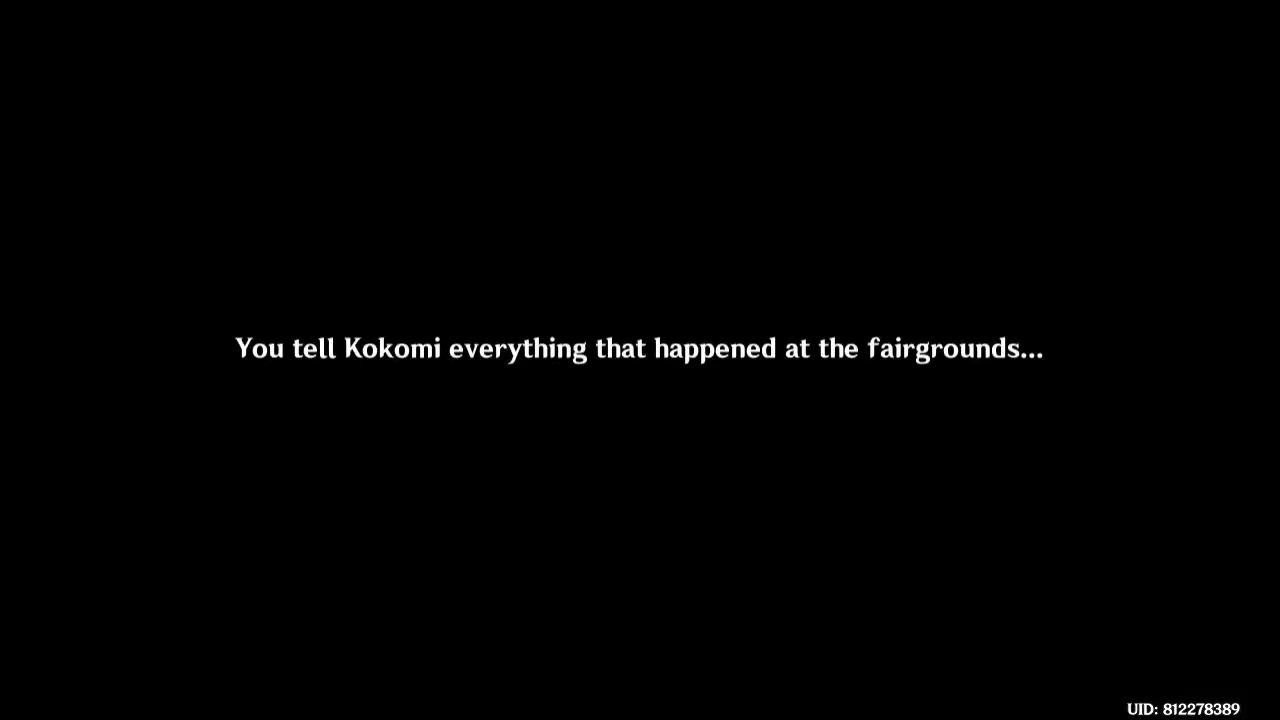 You tell Kokomi everything that happened at the fairgrounds...
UID: 812278389